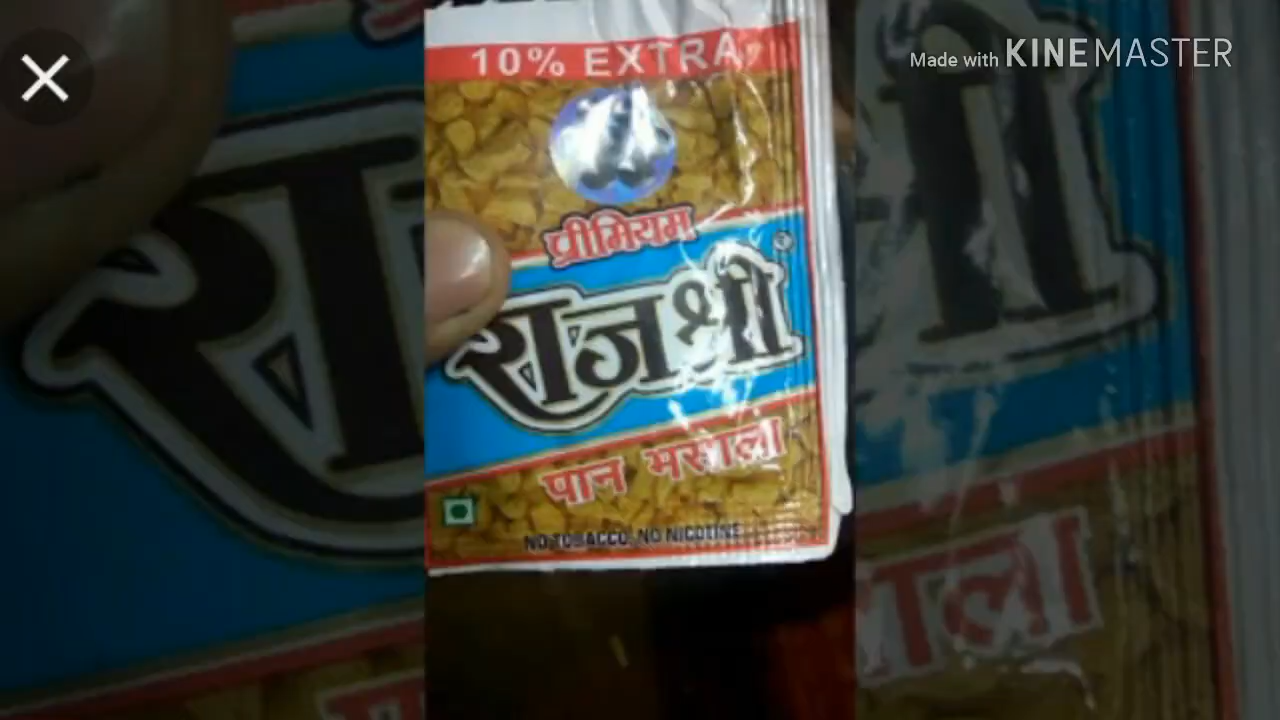 Made with KINEMASTER
10% EXTRA
प्रीमियम
राजश्री
पान मसाला
NO TOBACCO, NO NICOTINE